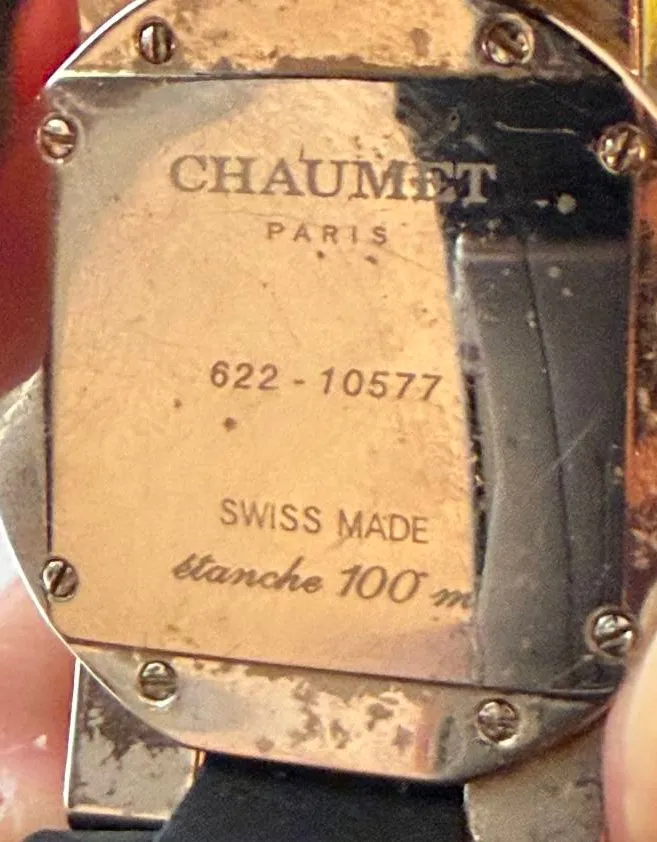 CHAUMET
PARIS
622-10577
SWISS MADE
étanche 100 m